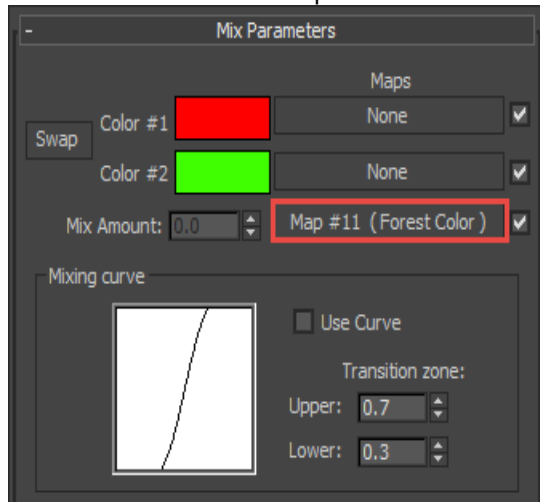 - Mix Parameters
Maps
Swap Color #1 None
Color #2 None
Mix Amount: 0.0 Map #11 ( Forest Color )
Mixing curve
Use Curve
Transition zone:
Upper: 0.7
Lower: 0.3